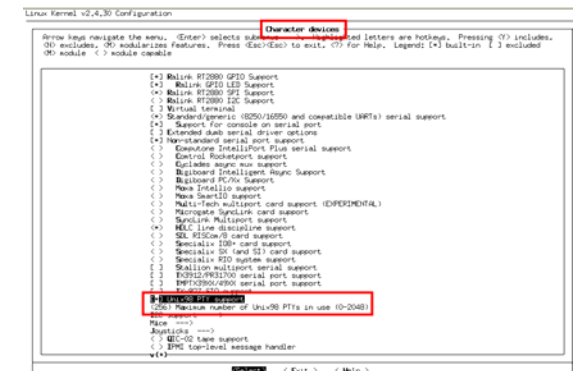 Linux Kernel v2.4.30 Configuration
Character devices
Arrow keys navigate the menu. <Enter> selects submenus --->. Highlighted letters are hotkeys. Pressing <Y> includes,
<N> excludes, <M> modularizes features. Press <Esc><Esc> to exit, <?> for Help. Legend: [*] built-in [ ] excluded
<M> module < > module capable
[*] Ralink RT2880 GPIO Support
[*] Ralink GPIO LED Support
<*> Ralink RT2880 SPI Support
< > Ralink RT2880 I2C Support
[ ] Virtual terminal
<*> Standard/generic (8250/16550 and compatible UARTs) serial support
[*] Support for console on serial port
[ ] Extended dumb serial driver options
[*] Non-standard serial port support
< > Computone IntelliPort Plus serial support
< > Comtrol Rocketport support
< > Cyclades async mux support
< > Digiboard Intelligent Async Support
< > Digiboard PC/Xx Support
< > Moxa Intellio support
< > Moxa SmartIO support
< > Multi-Tech multiport card support (EXPERIMENTAL)
< > Microgate SyncLink card support
< > SyncLink Multiport support
<*> HDLC line discipline support
< > SDL RISCom/8 card support
< > Specialix IO8+ card support
< > Specialix SX (and SI) card support
< > Specialix RIO system support
[ ] Stallion multiport serial support
[ ] TX3912/PR31700 serial port support
[ ] TMPTX39XX/49XX serial port support
[*] Unix98 PTY support
(256) Maximum number of Unix98 PTYs in use (0-2048)
I2C support --->
Mice --->
Joysticks --->
< > QIC-02 tape support
< > IPMI top-level message handler
v(+)
<Select> < Exit > < Help >